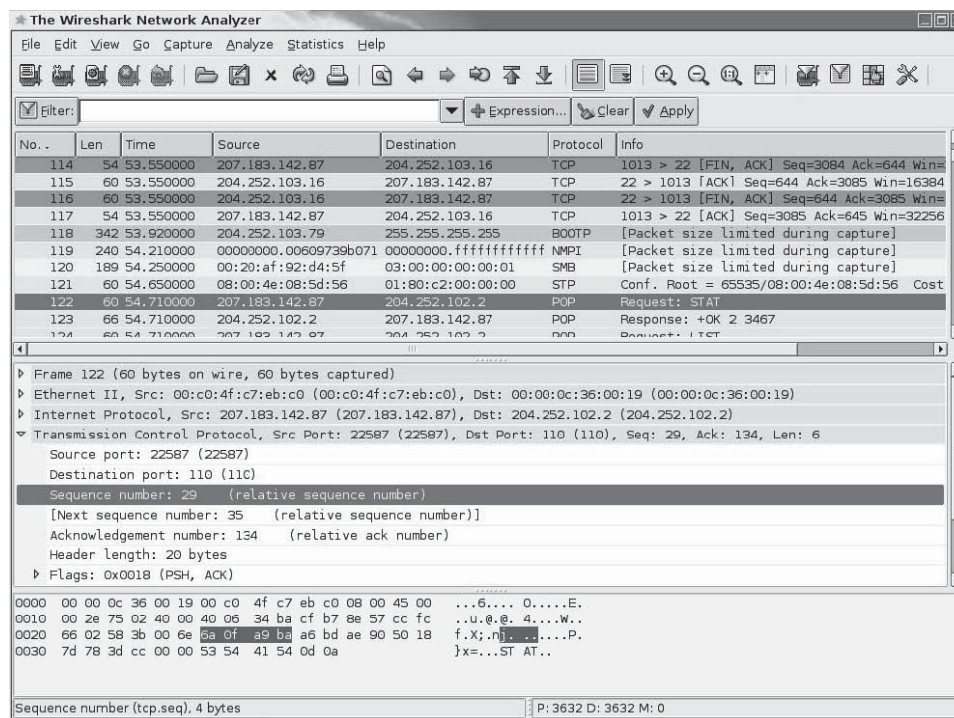 The Wireshark Network Analyzer
File Edit View Go Capture Analyze Statistics Help
Filter: Expression... Clear Apply
No. . Len Time Source Destination Protocol Info
114 54 53.550000 207.183.142.87 204.252.103.16 TCP 1013 > 22 [FIN, ACK] Seq=3084 Ack=644 Win=
115 60 53.550000 204.252.103.16 207.183.142.87 TCP 22 > 1013 [ACK] Seq=644 Ack=3085 Win=16384
116 60 53.550000 204.252.103.16 207.183.142.87 TCP 22 > 1013 [FIN, ACK] Seq=644 Ack=3085 Win=
117 54 53.550000 207.183.142.87 204.252.103.16 TCP 1013 > 22 [ACK] Seq=3085 Ack=645 Win=32256
118 342 53.920000 204.252.103.79 255.255.255.255 BOOTP [Packet size limited during capture]
119 240 54.210000 00000000.00609739b071 00000000.ffffffffffff NMPI [Packet size limited during capture]
120 189 54.250000 00:20:af:92:d4:5f 03:00:00:00:00:01 SMB [Packet size limited during capture]
121 60 54.650000 08:00:4e:08:5d:56 01:80:c2:00:00:00 STP Conf. Root = 65535/08:00:4e:08:5d:56 Cost
122 60 54.710000 207.183.142.87 204.252.102.2 POP Request: STAT
123 66 54.710000 204.252.102.2 207.183.142.87 POP Response: +OK 2 3467
124 60 54.710000 207.183.142.87 204.252.102.2 POP Request: LIST
Frame 122 (60 bytes on wire, 60 bytes captured)
Ethernet II, Src: 00:c0:4f:c7:eb:c0 (00:c0:4f:c7:eb:c0), Dst: 00:00:0c:36:00:19 (00:00:0c:36:00:19)
Internet Protocol, Src: 207.183.142.87 (207.183.142.87), Dst: 204.252.102.2 (204.252.102.2)
Transmission Control Protocol, Src Port: 22587 (22587), Dst Port: 110 (110), Seq: 29, Ack: 134, Len: 6
Source port: 22587 (22587)
Destination port: 110 (110)
Sequence number: 29 (relative sequence number)
[Next sequence number: 35 (relative sequence number)]
Acknowledgement number: 134 (relative ack number)
Header length: 20 bytes
Flags: 0x0018 (PSH, ACK)
0000 00 00 0c 36 00 19 00 c0 4f c7 eb c0 08 00 45 00 ...6.... O.....E.
0010 00 2e 75 02 40 00 40 06 34 ba cf b7 8e 57 cc fc ..u.@.@. 4....W..
0020 66 02 58 3b 00 6e 6a 0f a9 ba a6 bd ae 90 50 18 f.X;.nj. ......P.
0030 7d 78 3d cc 00 00 53 54 41 54 0d 0a }x=...ST AT..
Sequence number (tcp.seq), 4 bytes P: 3632 D: 3632 M: 0